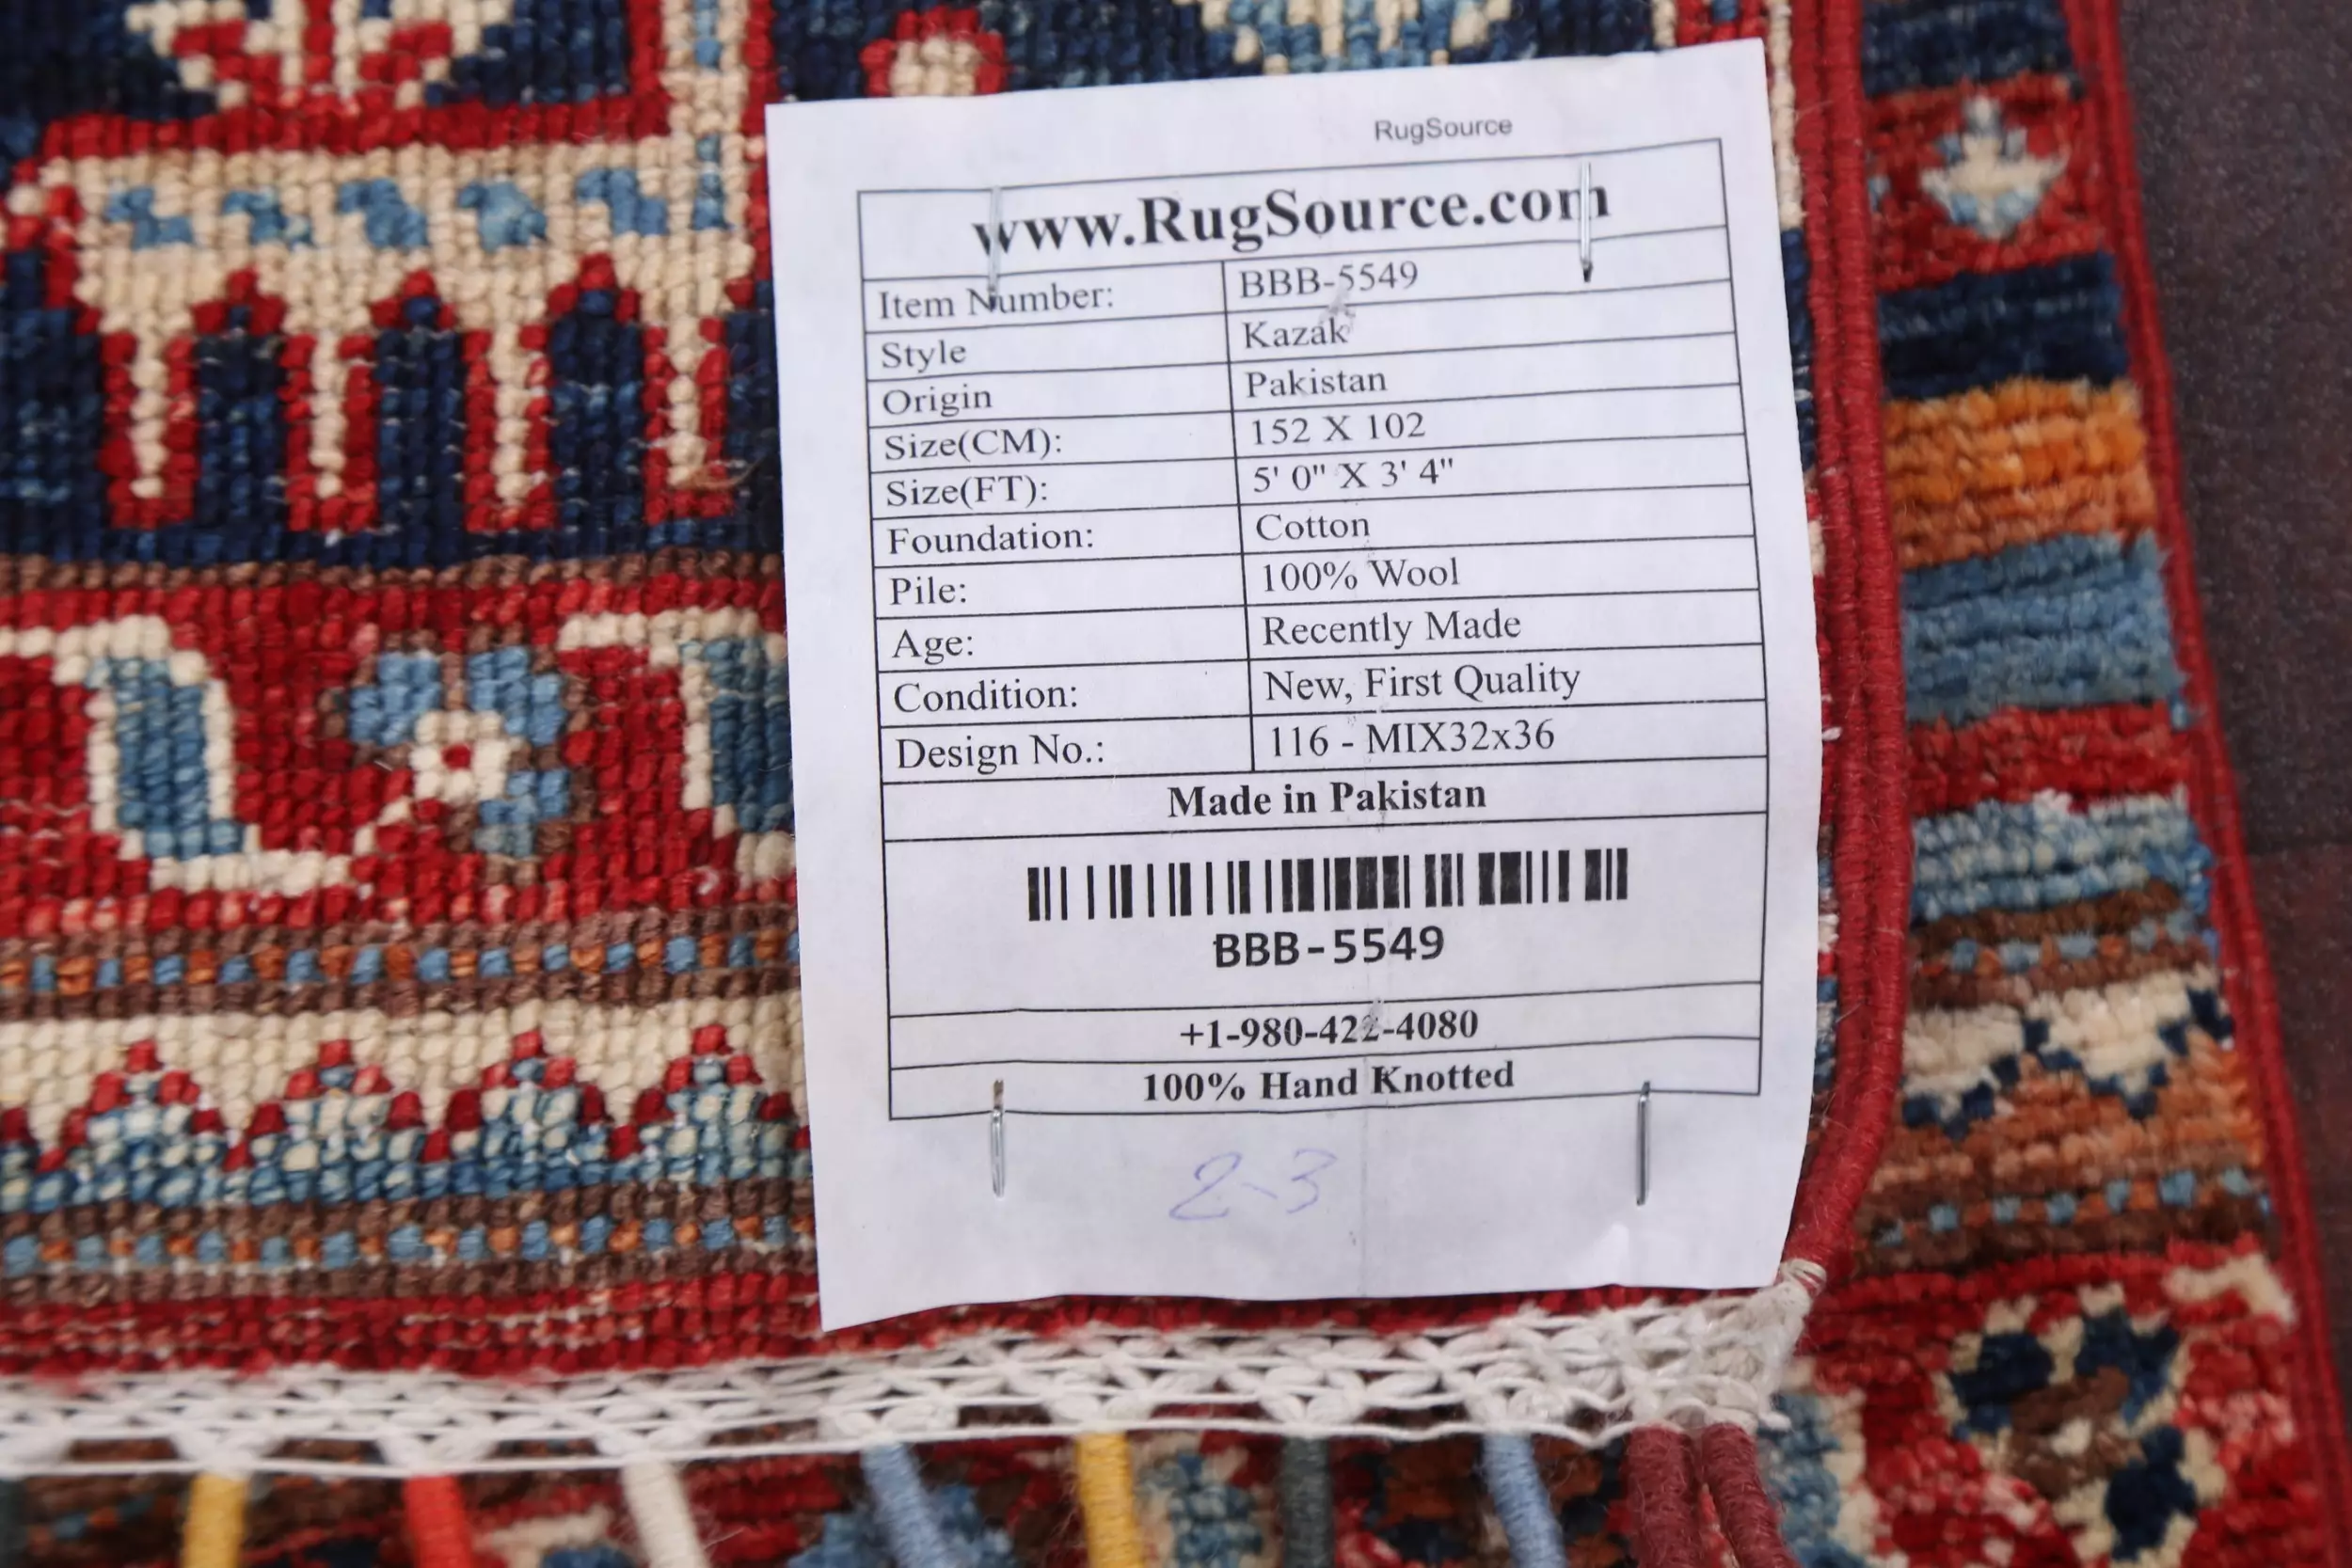 RugSource
www.RugSource.com
Item Number: BBB-5549
Style Kazak
Origin Pakistan
Size(CM): 152 X 102
Size(FT): 5' 0" X 3' 4"
Foundation: Cotton
Pile: 100% Wool
Age: Recently Made
Condition: New, First Quality
Design No.: 116 - MIX32x36
Made in Pakistan
BBB-5549
+1-980-422-4080
100% Hand Knotted
2-3